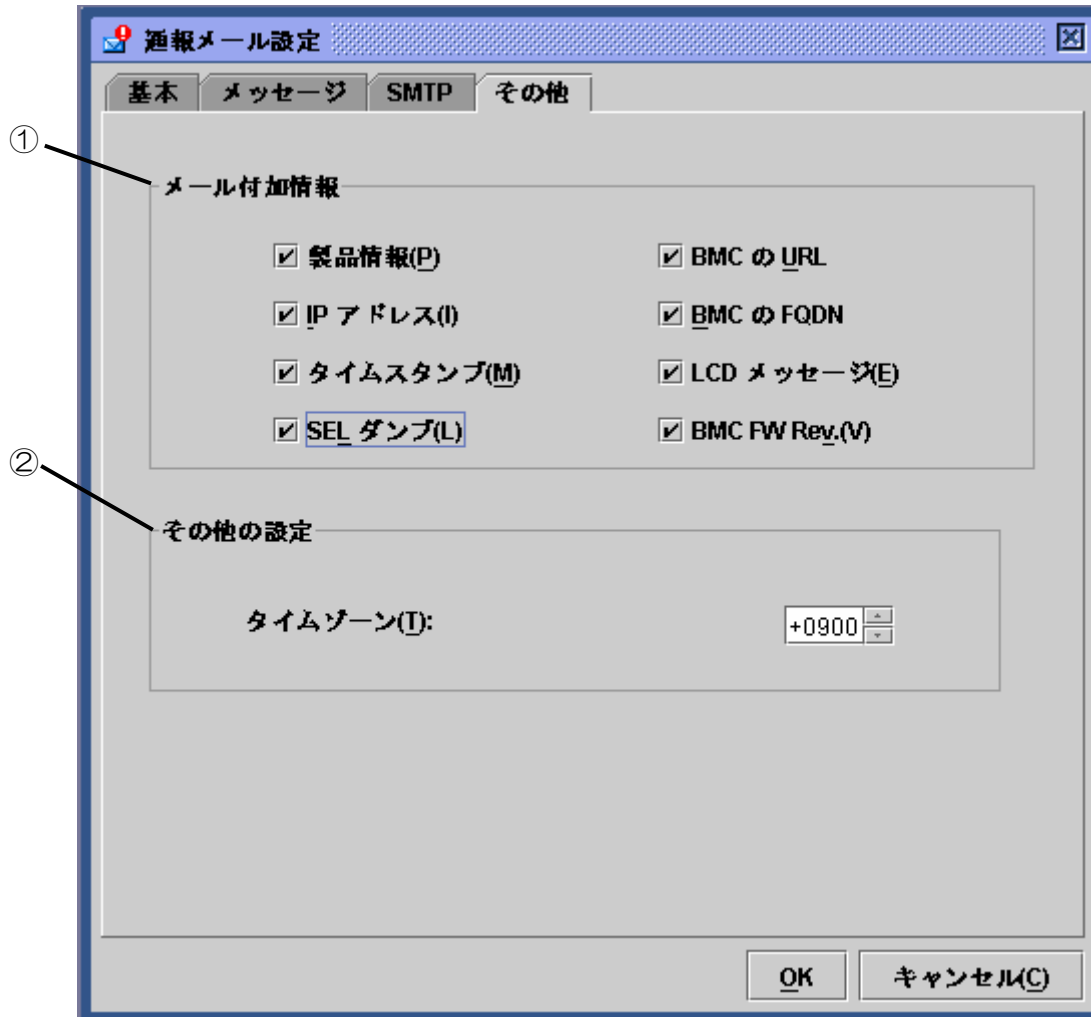 通報メール設定
基本 メッセージ SMTP その他
①
メール付加情報
製品情報(P) BMC の URL
IP アドレス(I) BMC の FQDN
タイムスタンプ(M) LCD メッセージ(E)
SEL ダンプ(L) BMC FW Rev.(V)
②
その他の設定
タイムゾーン(T): +0900
OK キャンセル(C)